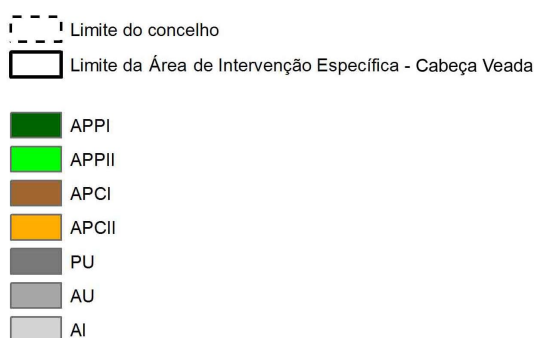 Limite do concelho
Limite da Área de Intervenção Específica - Cabeça Veada
APPI
APPII
APCI
APCII
PU
AU
AI